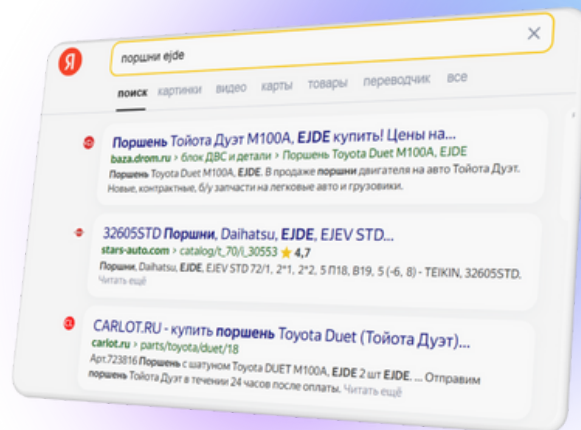 Я
поршни ejde
поиск картинки видео карты товары переводчик все
Поршень Тойота Дуэт М100А, EJDE купить! Цены на...
baza.drom.ru › блок ДВС и детали › Поршень Toyota Duet M100A, EJDE
Поршень Toyota Duet M100A, EJDE. В продаже поршни двигателя на авто Тойота Дуэт.
Новые, контрактные, б/у запчасти на легковые авто и грузовики.
32605STD Поршни, Daihatsu, EJDE, EJEV STD...
stars-auto.com › catalog/t_70/i_30553 ★ 4,7
Поршни, Daihatsu, EJDE, EJEV STD 72/1, 2*1, 2*2, 5 П18, B19, 5 (-6, 8) - TEIKIN, 32605STD.
Читать ещё
CARLOT.RU - купить поршень Toyota Duet (Тойота Дуэт)...
carlot.ru › parts/toyota/duet/18
Арт.723816 Поршень с шатуном Toyota DUET M100A, EJDE 2 шт EJDE. ... Отправим
поршень Тойота Дуэт в течении 24 часов после оплаты. Читать ещё